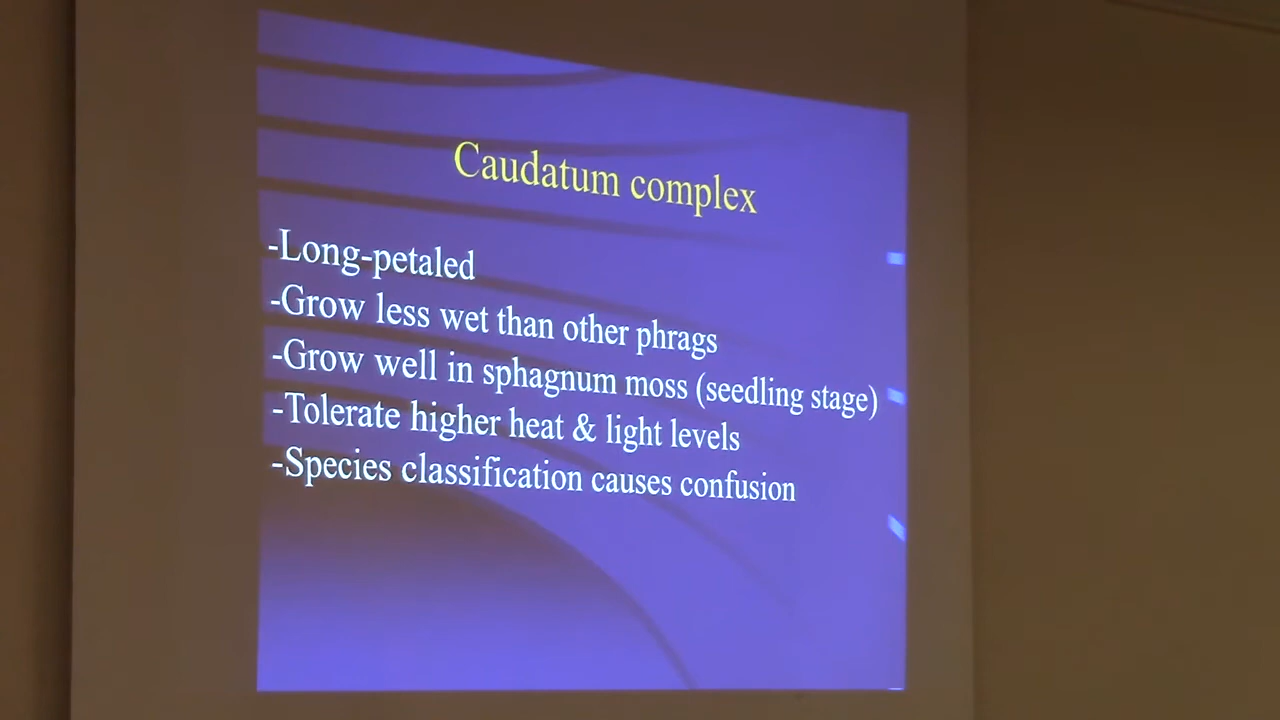 Caudatum complex
-Long-petaled
-Grow less wet than other phrags
-Grow well in sphagnum moss (seedling stage)
-Tolerate higher heat & light levels
-Species classification causes confusion